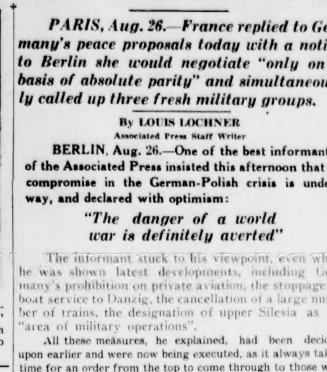 PARIS, Aug. 26.—France replied to Ge
many's peace proposals today with a noti
to Berlin she would negotiate "only on
basis of absolute parity" and simultaneou
ly called up three fresh military groups.
By LOUIS LOCHNER
Associated Press Staff Writer
BERLIN, Aug. 26.—One of the best informant
of the Associated Press insisted this afternoon that
compromise in the German-Polish crisis is unde
way, and declared with optimism:
"The danger of a world
war is definitely averted"
The informant stuck to his viewpoint, even wh
he was shown latest developments, including Ge
many's prohibition on private aviation, the stoppage
boat service to Danzig, the cancellation of a large nu
ber of trains, the designation of upper Silesia as
"area of military operations".
All these measures, he explained, had been decid
upon earlier and were now being executed, as it always tak
time for an order from the top to come through to those w